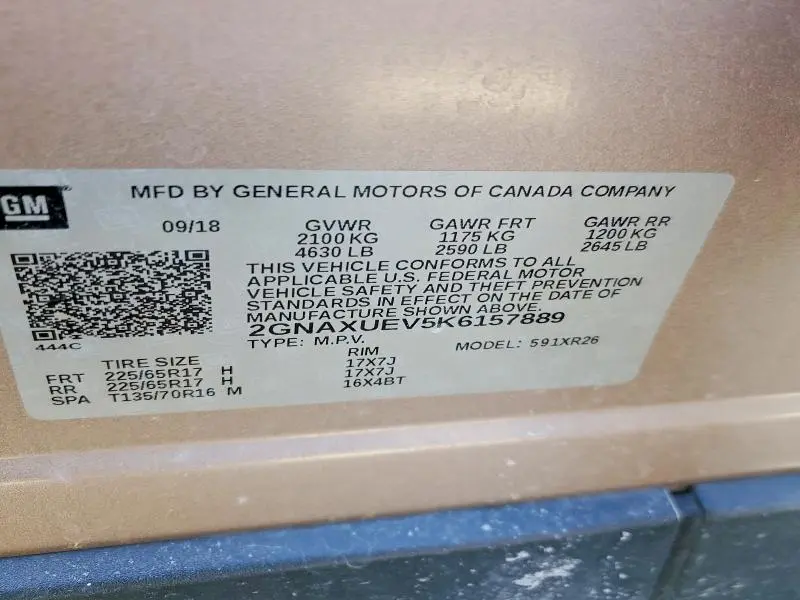 GM
MFD BY GENERAL MOTORS OF CANADA COMPANY
09/18 GVWR GAWR FRT GAWR RR
2100 KG 1175 KG 1200 KG
4630 LB 2590 LB 2645 LB
THIS VEHICLE CONFORMS TO ALL
APPLICABLE U.S. FEDERAL MOTOR
VEHICLE SAFETY AND THEFT PREVENTION
STANDARDS IN EFFECT ON THE DATE OF
MANUFACTURE SHOWN ABOVE.
2GNAXUEV5K6157889
444C
TYPE: M.P.V. MODEL: 591XR26
TIRE SIZE RIM
FRT 225/65R17 H 17X7J
RR 225/65R17 H 17X7J
SPA T135/70R16 M 16X4BT